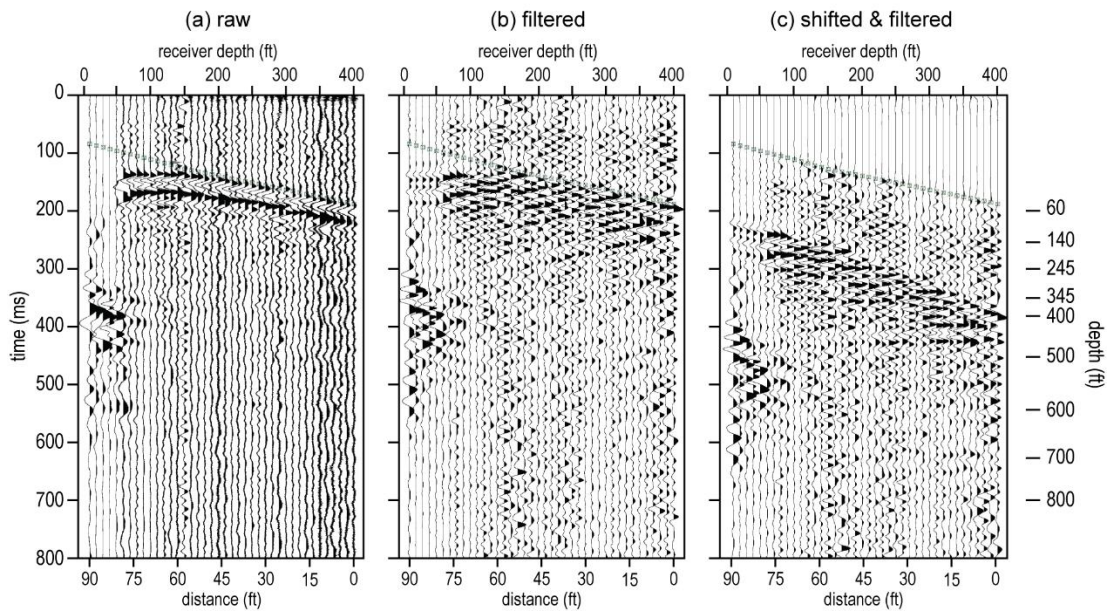 (a) raw
(b) filtered
(c) shifted & filtered
receiver depth (ft)
receiver depth (ft)
receiver depth (ft)
0 100 200 300 400
0 100 200 300 400
0 100 200 300 400
0
100
200
300
400
500
600
700
800
time (ms)
60
140
245
345
400
500
600
700
800
depth (ft)
90 75 60 45 30 15 0
90 75 60 45 30 15 0
90 75 60 45 30 15 0
distance (ft)
distance (ft)
distance (ft)